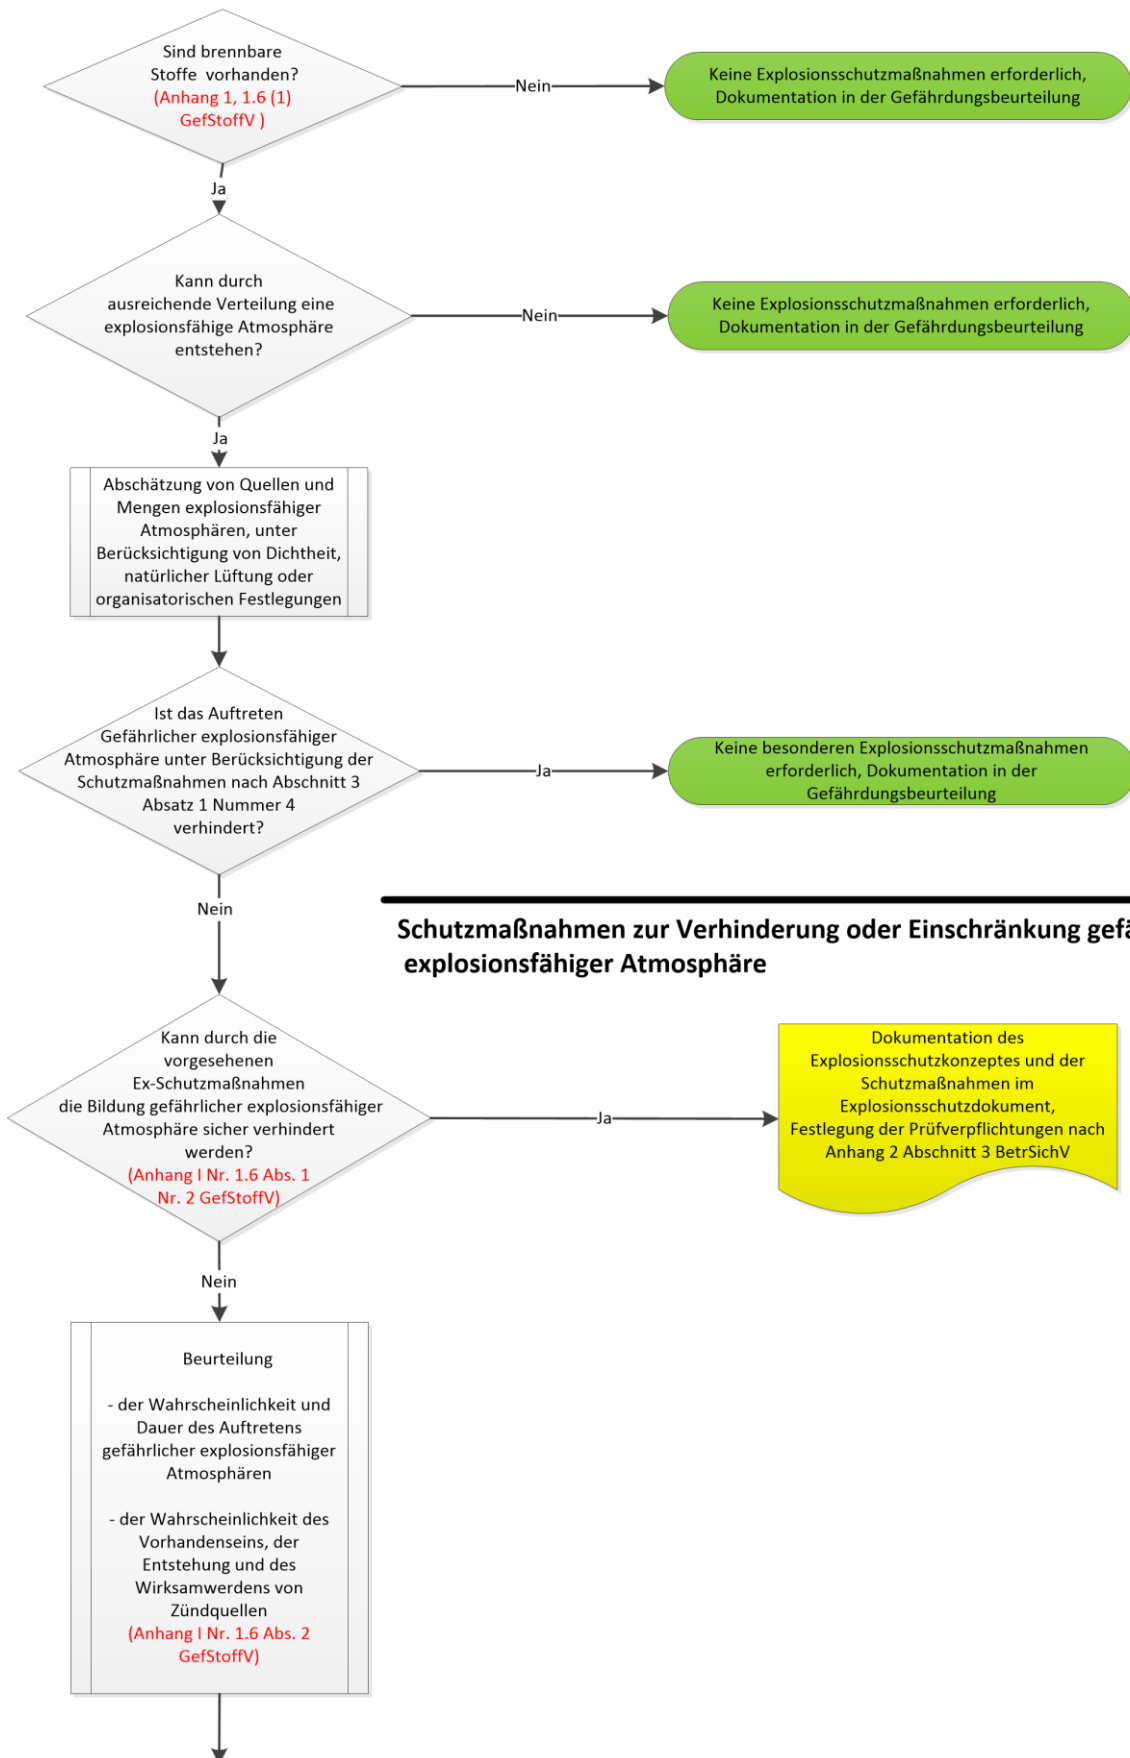 Sind brennbare
Stoffe vorhanden?
(Anhang 1, 1.6 (1)
GefStoffV )
Nein
Keine Explosionsschutzmaßnahmen erforderlich,
Dokumentation in der Gefährdungsbeurteilung
Ja
Kann durch
ausreichende Verteilung eine
explosionsfähige Atmosphäre
entstehen?
Nein
Keine Explosionsschutzmaßnahmen erforderlich,
Dokumentation in der Gefährdungsbeurteilung
Ja
Abschätzung von Quellen und
Mengen explosionsfähiger
Atmosphären, unter
Berücksichtigung von Dichtheit,
natürlicher Lüftung oder
organisatorischen Festlegungen
Ist das Auftreten
Gefährlicher explosionsfähiger
Atmosphäre unter Berücksichtigung der
Schutzmaßnahmen nach Abschnitt 3
Absatz 1 Nummer 4
verhindert?
Ja
Keine besonderen Explosionsschutzmaßnahmen
erforderlich, Dokumentation in der
Gefährdungsbeurteilung
Nein
Schutzmaßnahmen zur Verhinderung oder Einschränkung
explosionsfähiger Atmosphäre
Kann durch die
vorgesehenen
Ex-Schutzmaßnahmen
die Bildung gefährlicher explosionsfähiger
Atmosphäre sicher verhindert
werden?
(Anhang I Nr. 1.6 Abs. 1
Nr. 2 GefStoffV)
Ja
Dokumentation des
Explosionsschutzkonzeptes und der
Schutzmaßnahmen im
Explosionsschutzdokument,
Festlegung der Prüfverpflichtungen nach
Anhang 2 Abschnitt 3 BetrSichV
Nein
Beurteilung
- der Wahrscheinlichkeit und
Dauer des Auftretens
gefährlicher explosionsfähiger
Atmosphären
- der Wahrscheinlichkeit des
Vorhandenseins, der
Entstehung und des
Wirksamwerdens von
Zündquellen
(Anhang I Nr. 1.6 Abs. 2
GefStoffV)